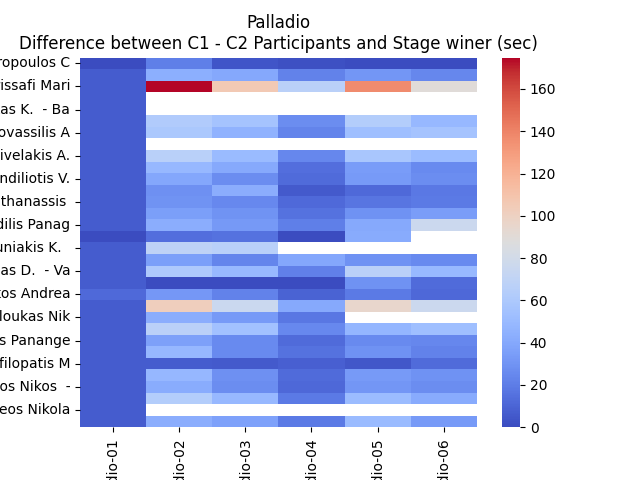 Palladio
Difference between C1 - C2 Participants and Stage winer (sec)
ropoulos C
issafi Mari
as K.  - Ba
ovassilis A
ivelakis A.
ndiliotis V.
thanassis
dilis Panag
uniakis K.
as D.  - Va
kos Andrea
loukas Nik
s Panange
filopatis M
os Nikos  -
eos Nikola
dio-01
dio-02
dio-03
dio-04
dio-05
dio-06
160
140
120
100
80
60
40
20
0